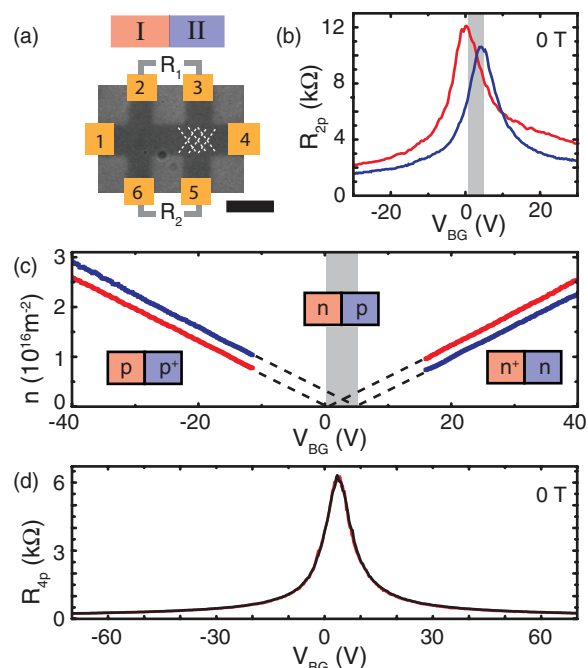 (a)
I II
R1
2 3
1 4
6 5
R2
(b)
0 T
R2p (kΩ)
12
8
4
0
-20 0 20
VBG (V)
(c)
n (10^16 m^-2)
3
2
1
0
n p
p p+
n+ n
-40 -20 0 20 40
VBG (V)
(d)
0 T
R4p (kΩ)
6
3
0
-60 -30 0 30 60
VBG (V)